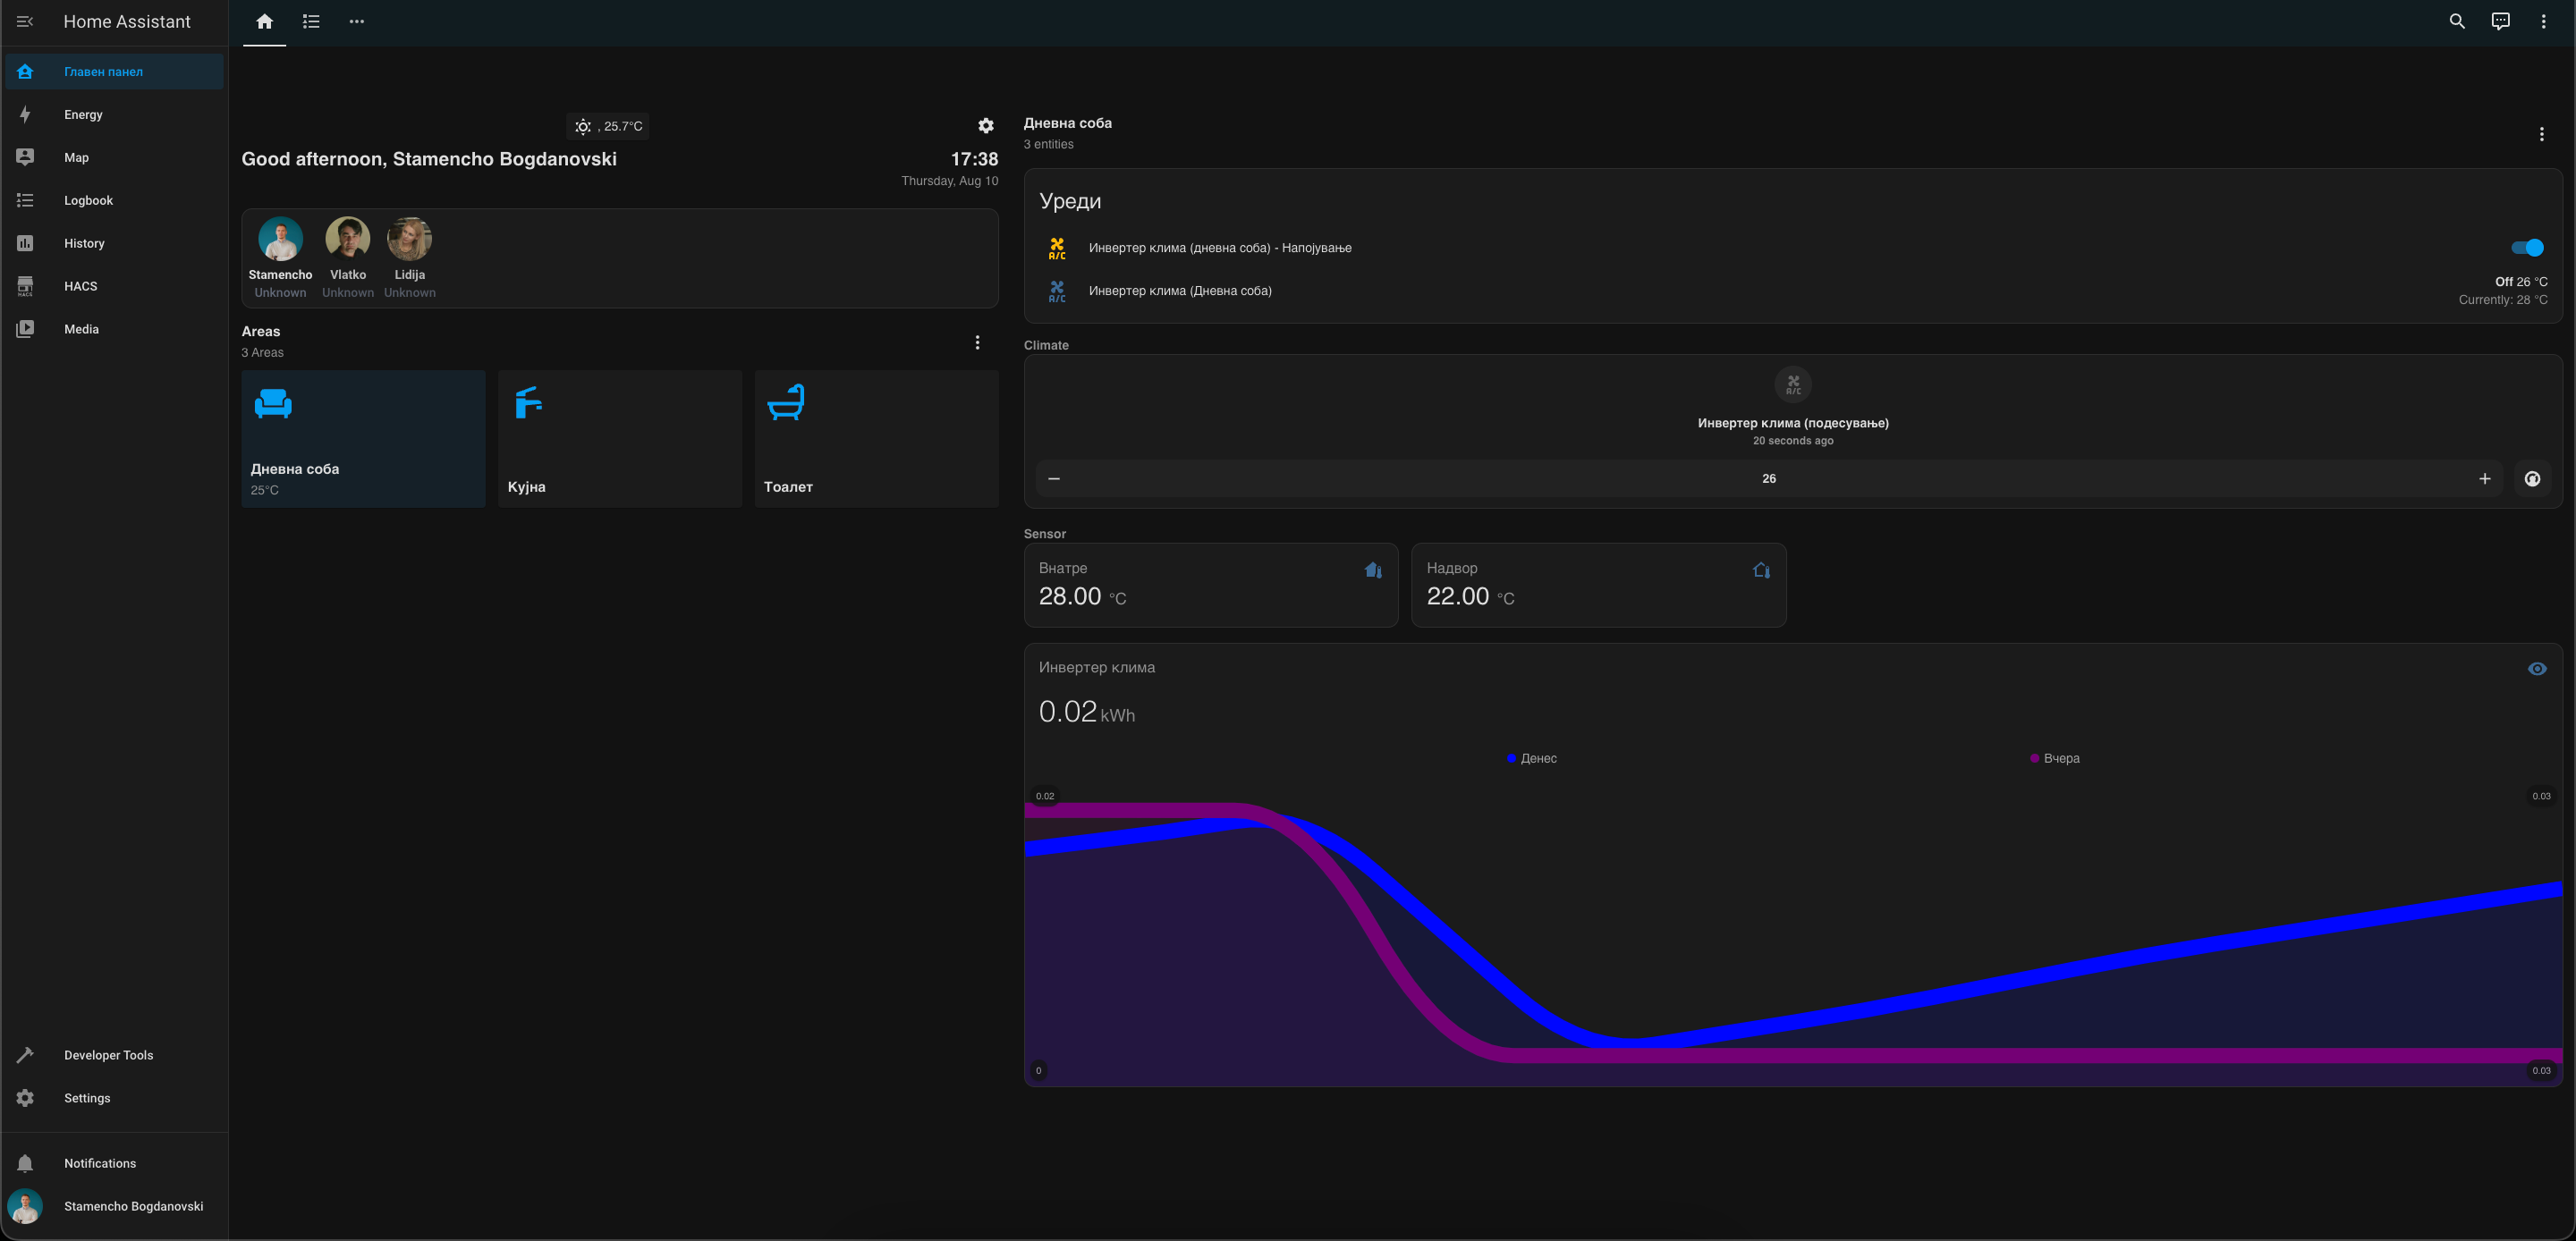 Home Assistant
Главен панел
Energy
Map
Logbook
History
HACS
HACS
Media
Developer Tools
Settings
Notifications
Stamencho Bogdanovski
, 25.7°C
Good afternoon, Stamencho Bogdanovski
17:38
Thursday, Aug 10
Stamencho
Unknown
Vlatko
Unknown
Lidija
Unknown
Areas
3 Areas
Дневна соба
25°C
Кујна
Тоалет
Дневна соба
3 entities
Уреди
A/C
Инвертер клима (дневна соба) - Напојување
A/C
Инвертер клима (Дневна соба)
Off 26 °C
Currently: 28 °C
Climate
A/C
Инвертер клима (подесување)
20 seconds ago
26
Sensor
Внатре
28.00 °C
Надвор
22.00 °C
Инвертер клима
0.02 kWh
Денес
Вчера
0.02
0.03
0
0.03